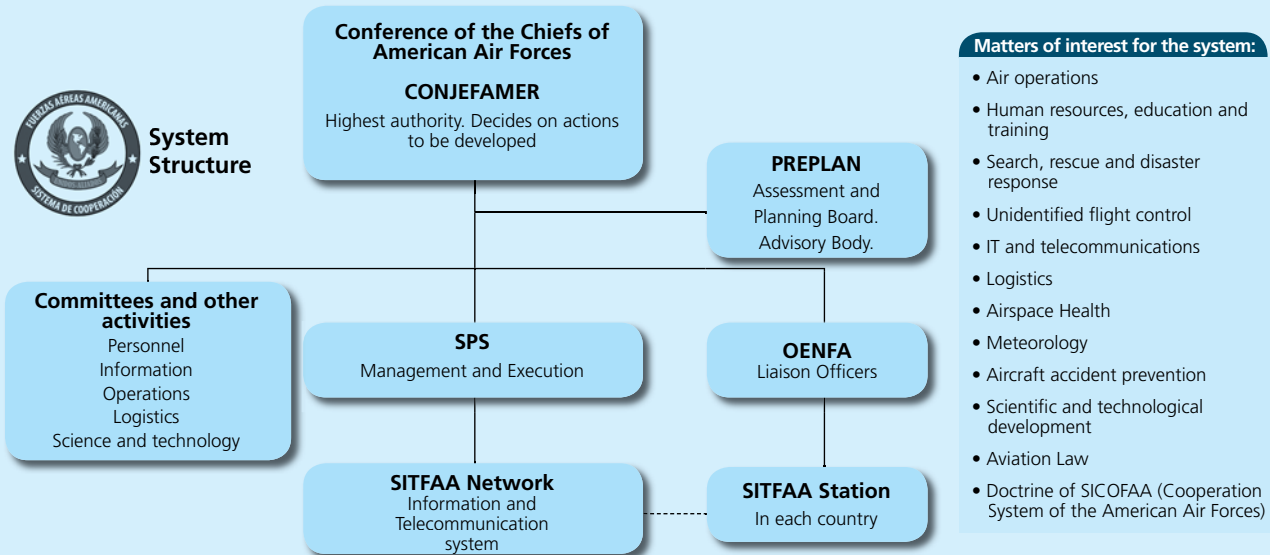 Conference of the Chiefs of
American Air Forces
CONJEFAMER
Highest authority. Decides on actions
to be developed
FUERZAS AÉREAS AMERICANAS
SISTEMA DE COOPERACIÓN
System
Structure
PREPLAN
Assessment and
Planning Board.
Advisory Body.
Committees and other
activities
Personnel
Information
Operations
Logistics
Science and technology
SPS
Management and Execution
OENFA
Liaison Officers
SITFAA Network
Information and
Telecommunication
system
SITFAA Station
In each country
Matters of interest for the system:
• Air operations
• Human resources, education and
training
• Search, rescue and disaster
response
• Unidentified flight control
• IT and telecommunications
• Logistics
• Airspace Health
• Meteorology
• Aircraft accident prevention
• Scientific and technological
development
• Aviation Law
• Doctrine of SICOFAA (Cooperation
System of the American Air Forces)